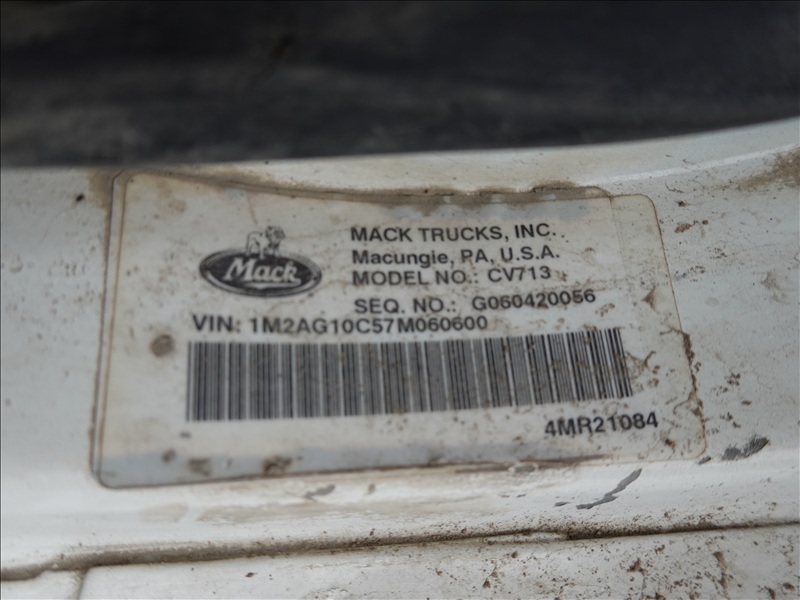 Mack
MACK TRUCKS, INC.
Macungie, PA, U.S.A.
MODEL NO.: CV713
SEQ. NO.: G060420056
VIN: 1M2AG10C57M060600
4MR21084